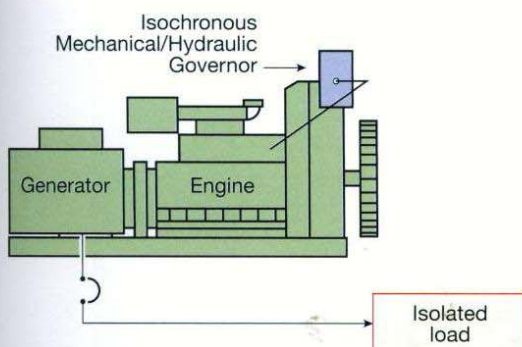 Isochronous
Mechanical/Hydraulic
Governor
Generator
Engine
Isolated
load